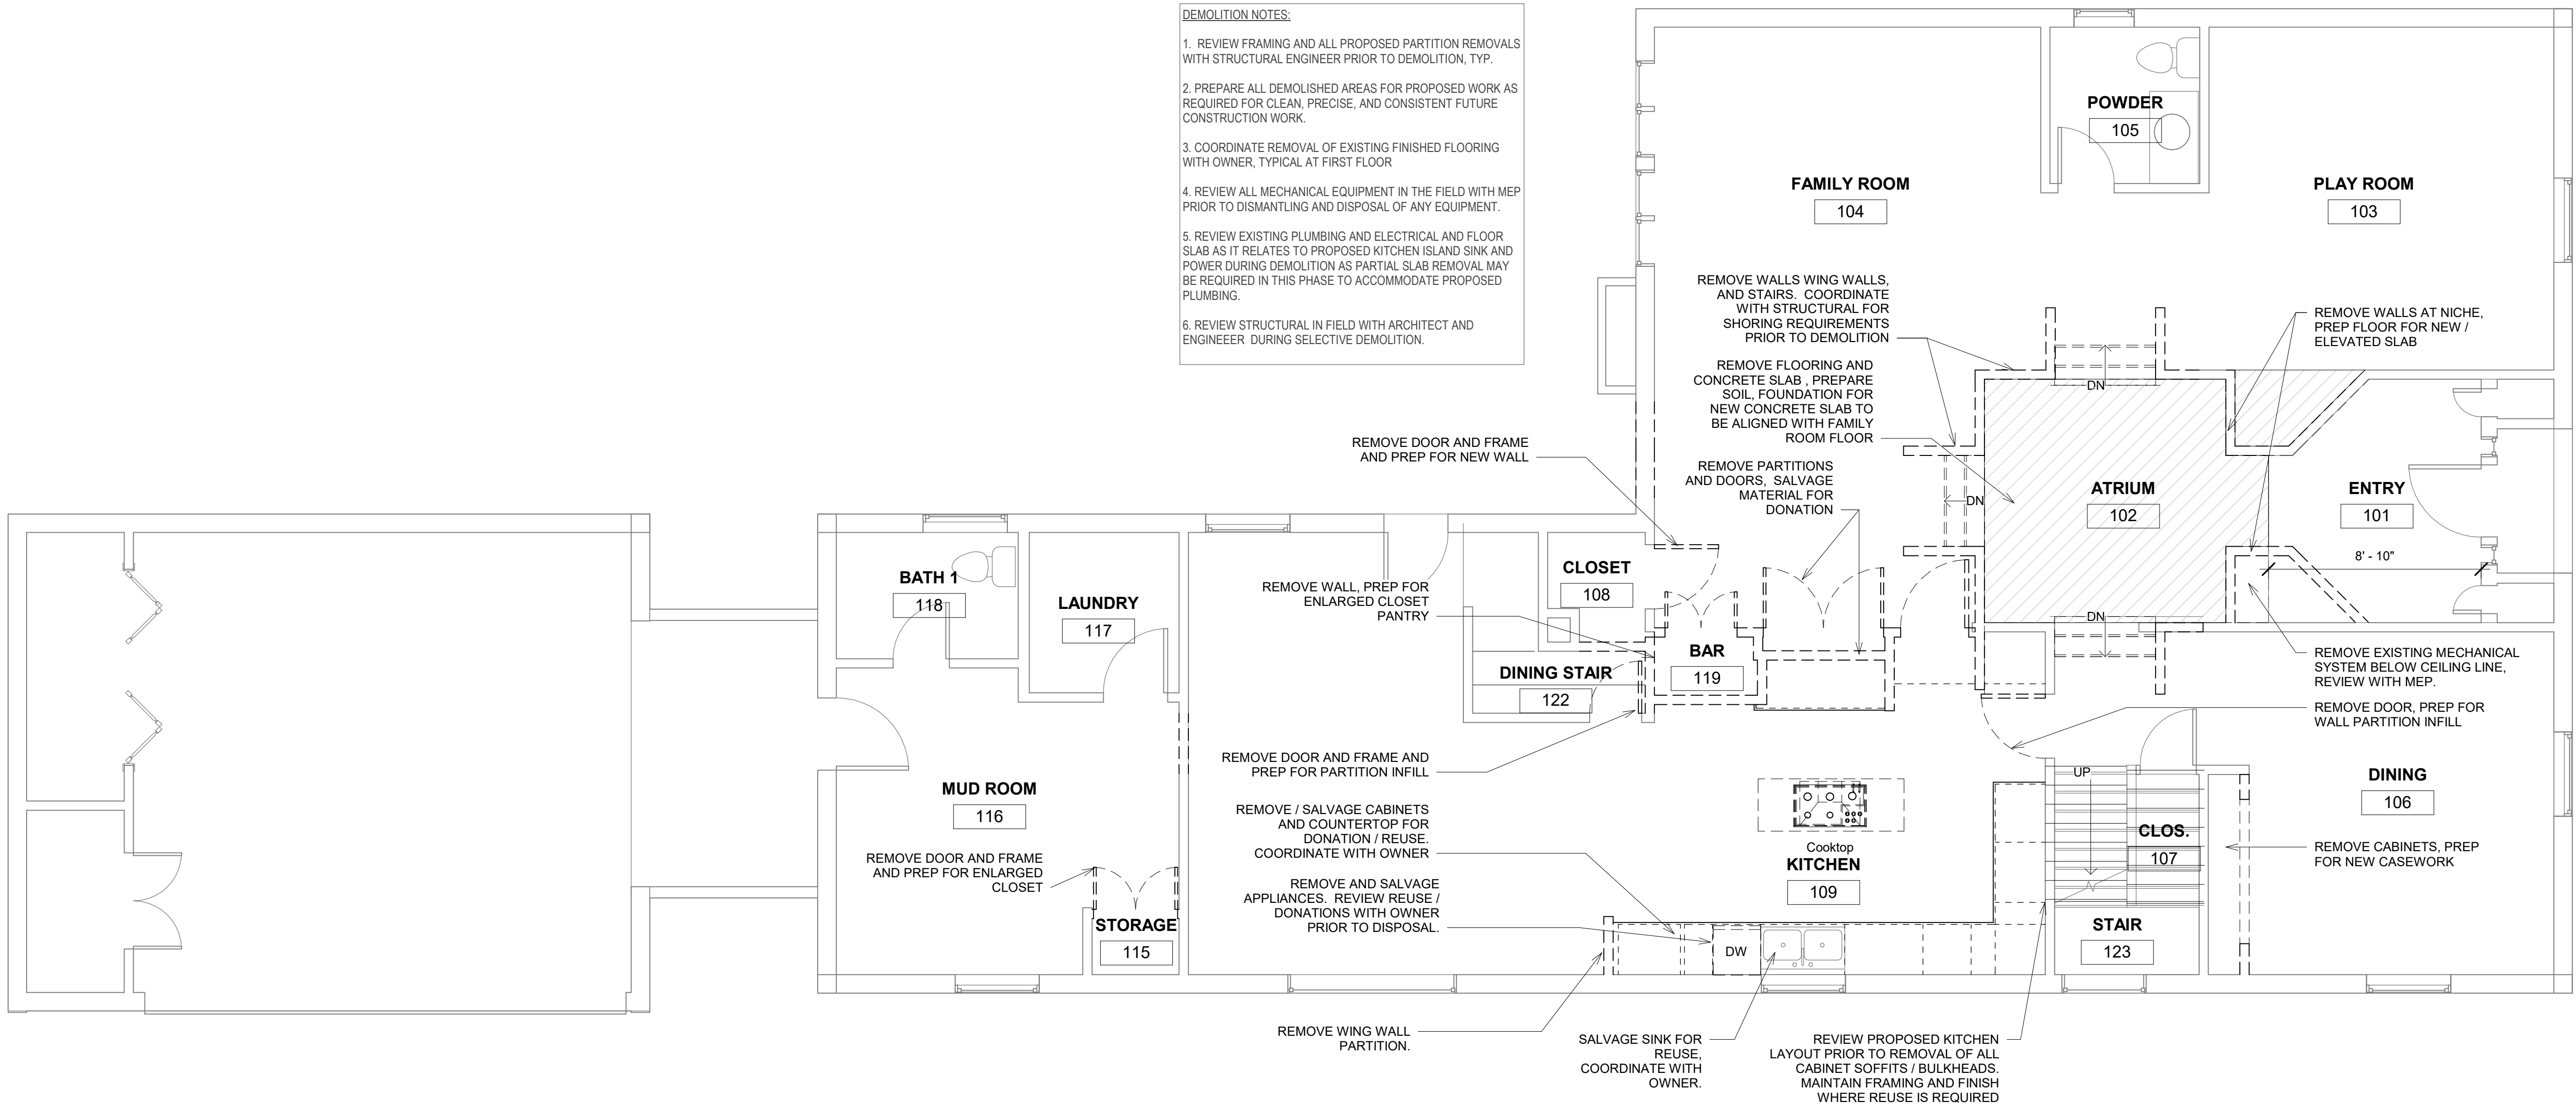 DEMOLITION NOTES:
1. REVIEW FRAMING AND ALL PROPOSED PARTITION REMOVALS
WITH STRUCTURAL ENGINEER PRIOR TO DEMOLITION, TYP.
2. PREPARE ALL DEMOLISHED AREAS FOR PROPOSED WORK AS
REQUIRED FOR CLEAN, PRECISE, AND CONSISTENT FUTURE
CONSTRUCTION WORK.
3. COORDINATE REMOVAL OF EXISTING FINISHED FLOORING
WITH OWNER, TYPICAL AT FIRST FLOOR
4. REVIEW ALL MECHANICAL EQUIPMENT IN THE FIELD WITH MEP
PRIOR TO DISMANTLING AND DISPOSAL OF ANY EQUIPMENT.
5. REVIEW EXISTING PLUMBING AND ELECTRICAL AND FLOOR
SLAB AS IT RELATES TO PROPOSED KITCHEN ISLAND SINK AND
POWER DURING DEMOLITION AS PARTIAL SLAB REMOVAL MAY
BE REQUIRED IN THIS PHASE TO ACCOMMODATE PROPOSED
PLUMBING.
6. REVIEW STRUCTURAL IN FIELD WITH ARCHITECT AND
ENGINEEER DURING SELECTIVE DEMOLITION.
POWDER
105
FAMILY ROOM
104
PLAY ROOM
103
REMOVE WALLS WING WALLS,
AND STAIRS. COORDINATE
WITH STRUCTURAL FOR
SHORING REQUIREMENTS
PRIOR TO DEMOLITION
REMOVE WALLS AT NICHE,
PREP FLOOR FOR NEW /
ELEVATED SLAB
REMOVE FLOORING AND
CONCRETE SLAB , PREPARE
SOIL, FOUNDATION FOR
NEW CONCRETE SLAB TO
BE ALIGNED WITH FAMILY
ROOM FLOOR
DN
REMOVE DOOR AND FRAME
AND PREP FOR NEW WALL
REMOVE PARTITIONS
AND DOORS, SALVAGE
MATERIAL FOR
DONATION
DN
ATRIUM
102
ENTRY
101
8' - 10"
BATH 1
118
LAUNDRY
117
REMOVE WALL, PREP FOR
ENLARGED CLOSET
PANTRY
CLOSET
108
DN
BAR
119
DINING STAIR
122
REMOVE EXISTING MECHANICAL
SYSTEM BELOW CEILING LINE,
REVIEW WITH MEP.
REMOVE DOOR, PREP FOR
WALL PARTITION INFILL
REMOVE DOOR AND FRAME AND
PREP FOR PARTITION INFILL
MUD ROOM
116
UP
DINING
106
REMOVE / SALVAGE CABINETS
AND COUNTERTOP FOR
DONATION / REUSE.
COORDINATE WITH OWNER
Cooktop
KITCHEN
109
CLOS.
107
REMOVE CABINETS, PREP
FOR NEW CASEWORK
REMOVE DOOR AND FRAME
AND PREP FOR ENLARGED
CLOSET
REMOVE AND SALVAGE
APPLIANCES. REVIEW REUSE /
DONATIONS WITH OWNER
PRIOR TO DISPOSAL.
STORAGE
115
DW
STAIR
123
REMOVE WING WALL
PARTITION.
SALVAGE SINK FOR
REUSE,
COORDINATE WITH
OWNER.
REVIEW PROPOSED KITCHEN
LAYOUT PRIOR TO REMOVAL OF ALL
CABINET SOFFITS / BULKHEADS.
MAINTAIN FRAMING AND FINISH
WHERE REUSE IS REQUIRED